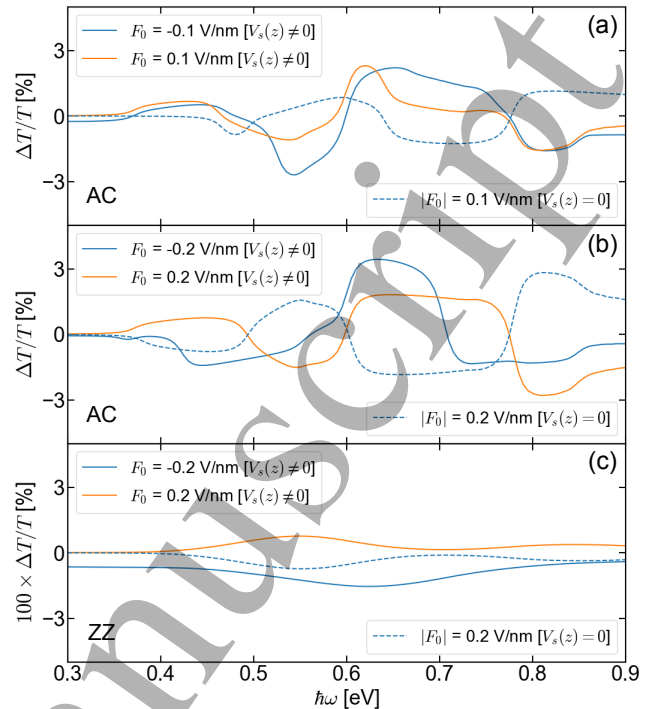 (a)
F₀ = -0.1 V/nm [Vₛ(z) ≠ 0]
F₀ = 0.1 V/nm [Vₛ(z) ≠ 0]
3
0
−3
ΔT/T [%]
AC
|F₀| = 0.1 V/nm [Vₛ(z) = 0]
(b)
F₀ = -0.2 V/nm [Vₛ(z) ≠ 0]
F₀ = 0.2 V/nm [Vₛ(z) ≠ 0]
3
0
−3
ΔT/T [%]
AC
|F₀| = 0.2 V/nm [Vₛ(z) = 0]
(c)
F₀ = -0.2 V/nm [Vₛ(z) ≠ 0]
F₀ = 0.2 V/nm [Vₛ(z) ≠ 0]
3
0
−3
100 × ΔT/T [%]
ZZ
|F₀| = 0.2 V/nm [Vₛ(z) = 0]
0.3 0.4 0.5 0.6 0.7 0.8 0.9
ħω [eV]
nuscript